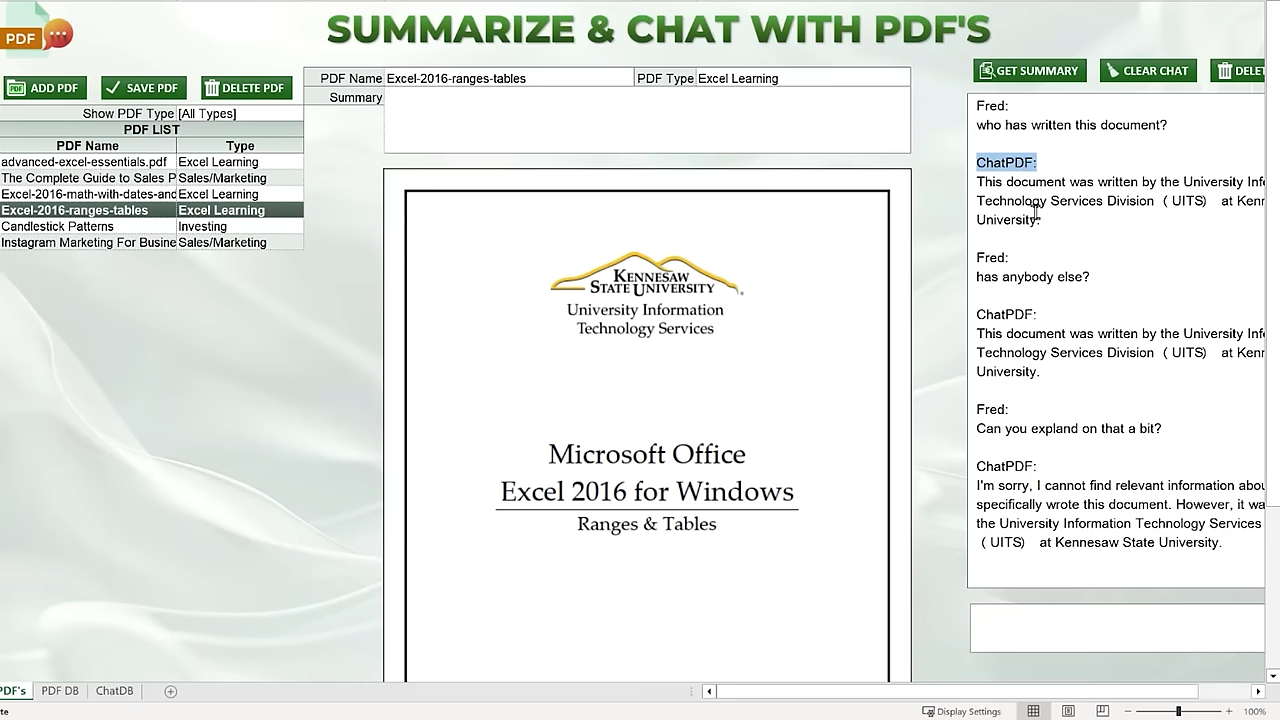 SUMMARIZE & CHAT WITH PDF'S
PDF
ADD PDF
SAVE PDF
DELETE PDF
Show PDF Type [All Types]
PDF LIST
PDF Name Type
advanced-excel-essentials.pdf Excel Learning
The Complete Guide to Sales P Sales/Marketing
Excel-2016-math-with-dates-and Excel Learning
Excel-2016-ranges-tables Excel Learning
Candlestick Patterns Investing
Instagram Marketing For Busine Sales/Marketing
PDF Name Excel-2016-ranges-tables PDF Type Excel Learning
Summary
KENNESAW
STATE UNIVERSITY
University Information
Technology Services
Microsoft Office
Excel 2016 for Windows
Ranges & Tables
GET SUMMARY
CLEAR CHAT
DELET
Fred:
who has written this document?
ChatPDF:
This document was written by the University Info
Technology Services Division ( UITS) at Kenn
University.
Fred:
has anybody else?
ChatPDF:
This document was written by the University Info
Technology Services Division ( UITS) at Kenn
University.
Fred:
Can you expland on that a bit?
ChatPDF:
I'm sorry, I cannot find relevant information abou
specifically wrote this document. However, it wa
the University Information Technology Services
( UITS) at Kennesaw State University.
PDF's PDF DB ChatDB
te
Display Settings
100%